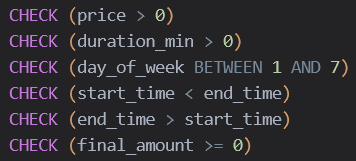 CHECK (price > 0)
CHECK (duration_min > 0)
CHECK (day_of_week BETWEEN 1 AND 7)
CHECK (start_time < end_time)
CHECK (end_time > start_time)
CHECK (final_amount >= 0)